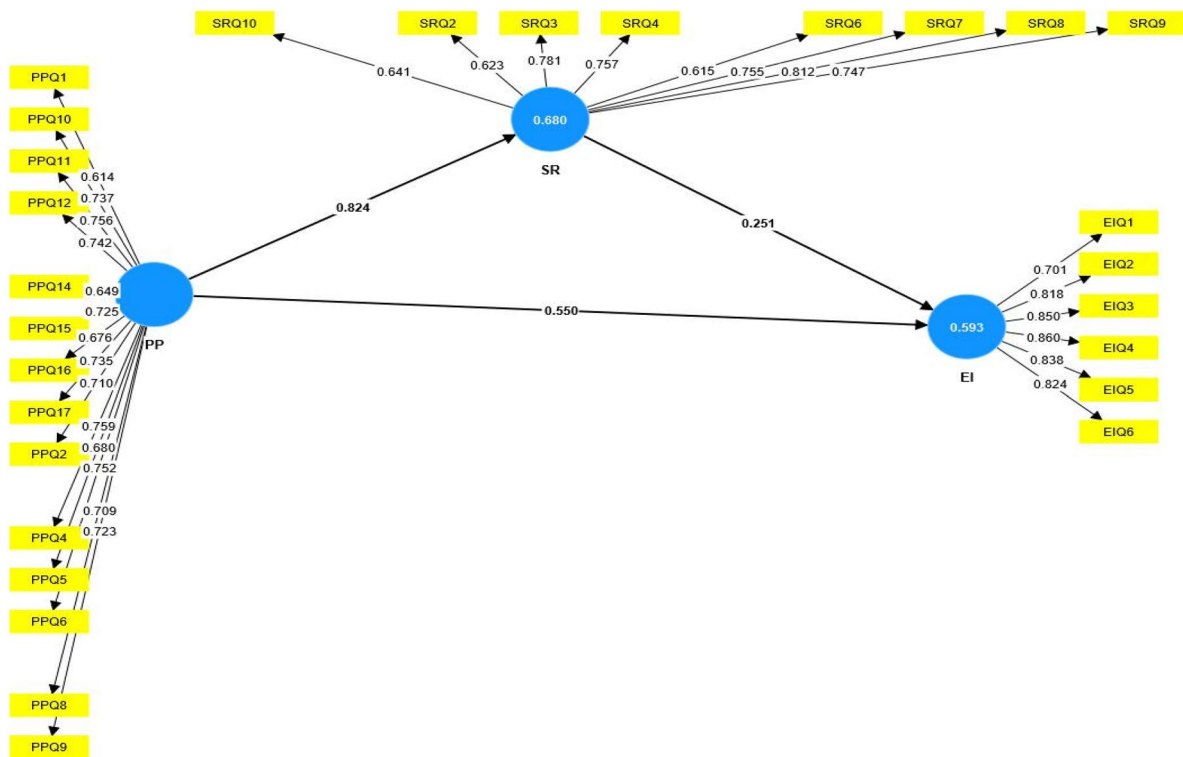 SRQ10 SRQ2 SRQ3 SRQ4 SRQ6 SRQ7 SRQ8 SRQ9
0.641 0.623 0.781 0.757 0.615 0.755 0.812 0.747
0.680
SR
PPQ1
PPQ10
PPQ11
PPQ12
PPQ14
PPQ15
PPQ16
PPQ17
PPQ2
PPQ4
PPQ5
PPQ6
PPQ8
PPQ9
0.614
0.737
0.756
0.742
0.649
0.725
0.676
0.735
0.710
0.759
0.680
0.752
0.709
0.723
PP
0.824
0.251
0.550
0.593
EI
0.701
0.818
0.850
0.860
0.838
0.824
EIQ1
EIQ2
EIQ3
EIQ4
EIQ5
EIQ6